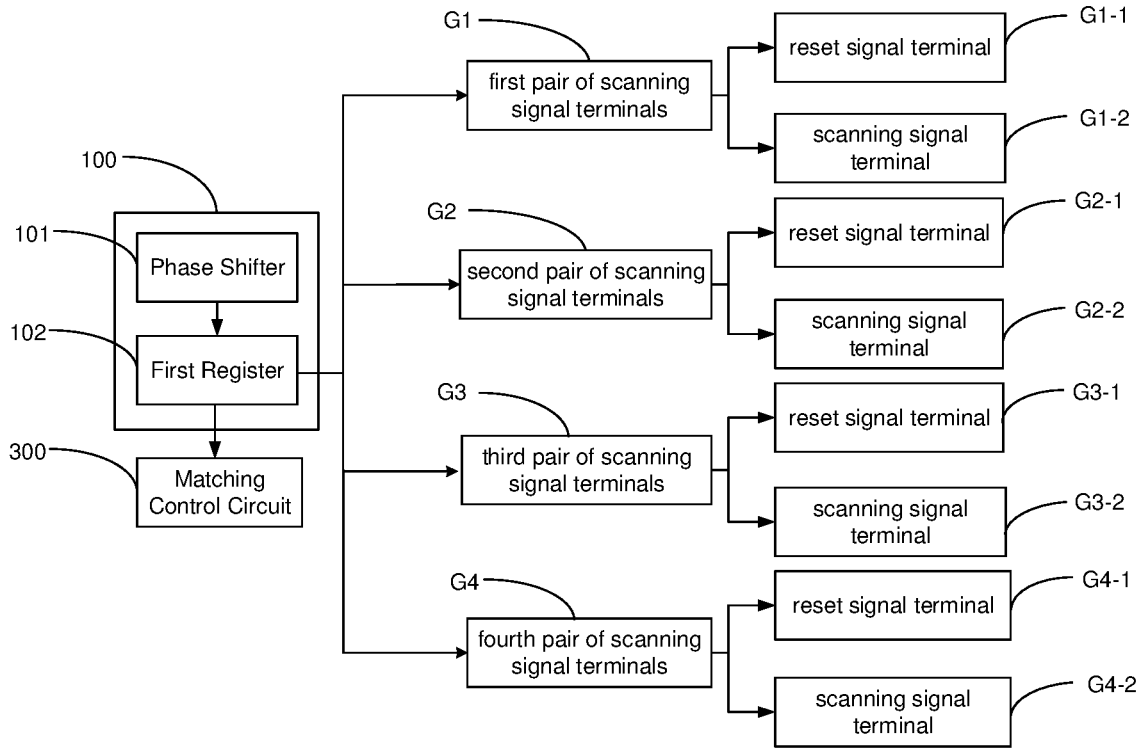 100
101
Phase Shifter
102
First Register
300
Matching
Control Circuit
G1
first pair of scanning
signal terminals
reset signal terminal
G1-1
scanning signal
terminal
G1-2
G2
second pair of scanning
signal terminals
reset signal terminal
G2-1
scanning signal
terminal
G2-2
G3
third pair of scanning
signal terminals
reset signal terminal
G3-1
scanning signal
terminal
G3-2
G4
fourth pair of scanning
signal terminals
reset signal terminal
G4-1
scanning signal
terminal
G4-2